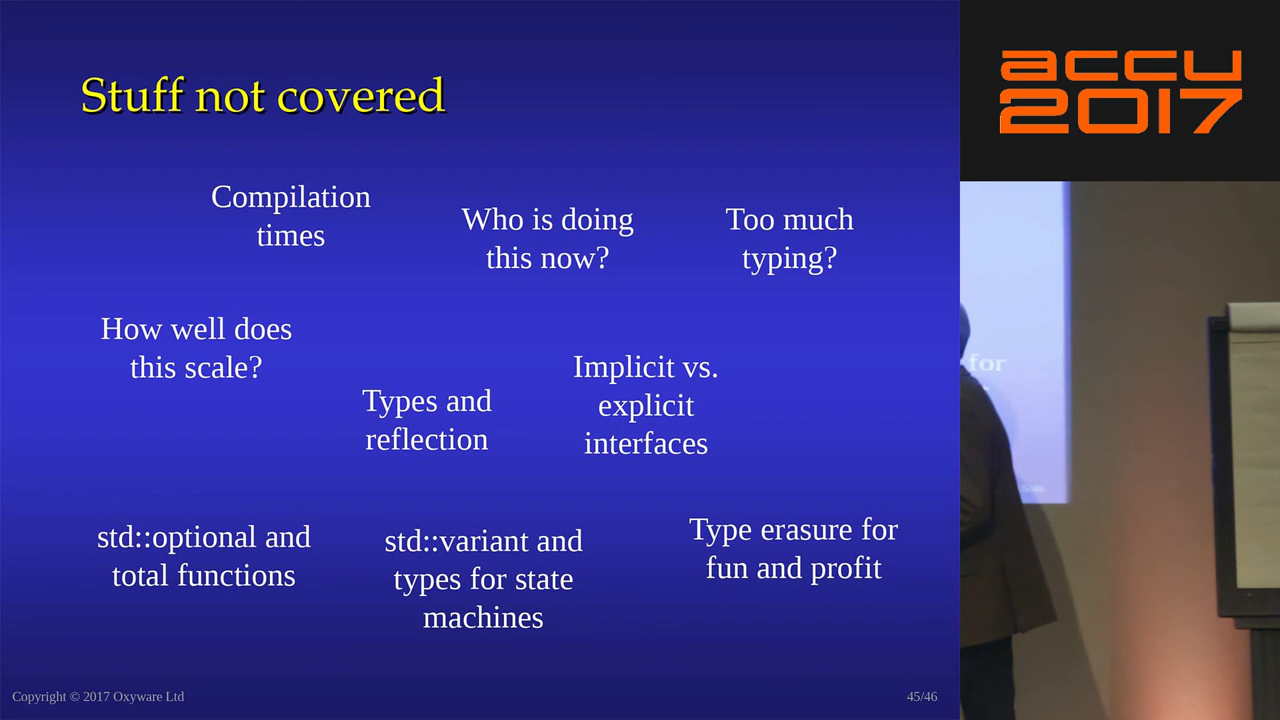 Stuff not covered
Compilation
times
Who is doing
this now?
Too much
typing?
How well does
this scale?
Types and
reflection
Implicit vs.
explicit
interfaces
std::optional and
total functions
std::variant and
types for state
machines
Type erasure for
fun and profit
Copyright © 2017 Oxyware Ltd
45/46
accu
2017
for